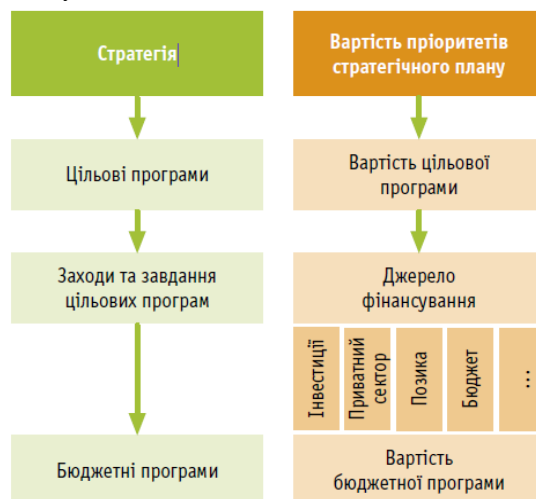 Стратегія
Вартість пріоритетів
стратегічного плану
Цільові програми
Вартість цільової
програми
Заходи та завдання
цільових програм
Джерело
фінансування
Інвестиції
Приватний
сектор
Позика
Бюджет
...
Бюджетні програми
Вартість
бюджетної програми